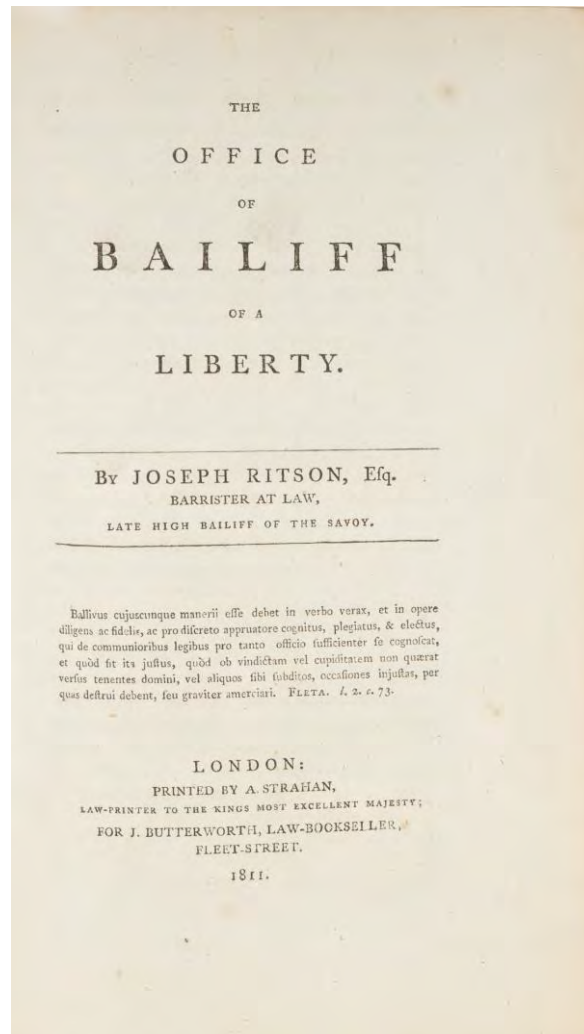 THE
OFFICE
OF
BAILIFF
OF A
LIBERTY.
By JOSEPH RITSON, Eſq.
BARRISTER AT LAW,
LATE HIGH BAILIFF OF THE SAVOY.
Ballivus cujuscunque manerii eſſe debet in verbo verax, et in opere
diligens ac fidelis, ac pro diſcreto appruatore cognitus, plegiatus, & electus,
qui de communioribus legibus pro tanto officio ſufficienter ſe cognoſcat,
et quòd ſit ita juſtus, quòd ob vindictam vel cupiditatem non quærat
verſus tenentes domini, vel aliquos ſibi ſubditos, occaſiones injuſtas, per
quas deſtrui debent, ſeu graviter amerciari. FLETA. l. 2. c. 73.
LONDON:
PRINTED BY A. STRAHAN,
LAW-PRINTER TO THE KINGS MOST EXCELLENT MAJESTY;
FOR J. BUTTERWORTH, LAW-BOOKSELLER,
FLEET-STREET.
1811.